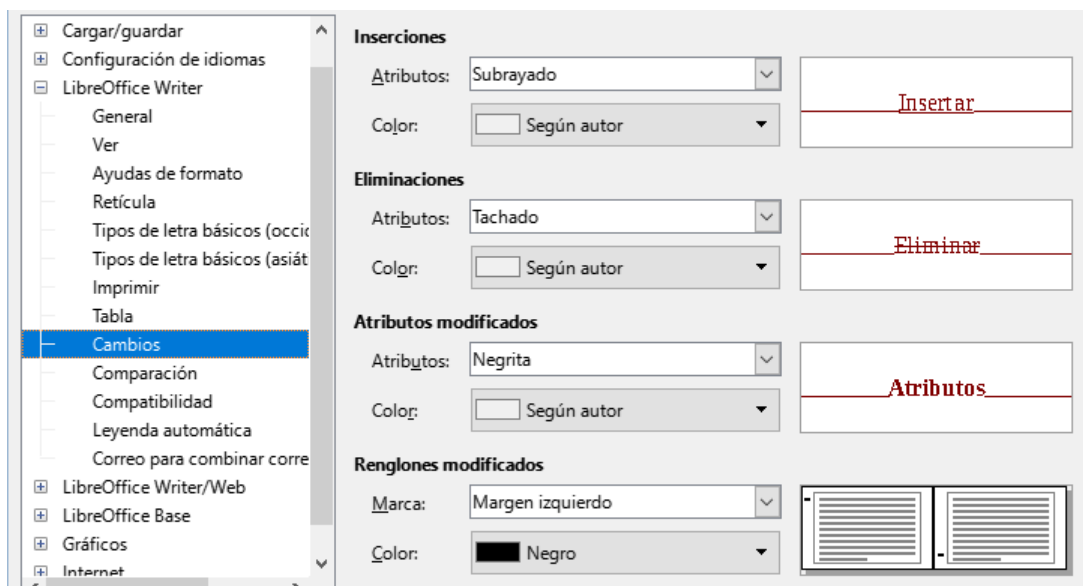 Cargar/guardar
Configuración de idiomas
LibreOffice Writer
General
Ver
Ayudas de formato
Retícula
Tipos de letra básicos (occid
Tipos de letra básicos (asiát
Imprimir
Tabla
Cambios
Comparación
Compatibilidad
Leyenda automática
Correo para combinar corre
LibreOffice Writer/Web
LibreOffice Base
Gráficos
Internet
Inserciones
Atributos: Subrayado
Color: Según autor
Insertar
Eliminaciones
Atributos: Tachado
Color: Según autor
Eliminar
Atributos modificados
Atributos: Negrita
Color: Según autor
Atributos
Renglones modificados
Marca: Margen izquierdo
Color: Negro